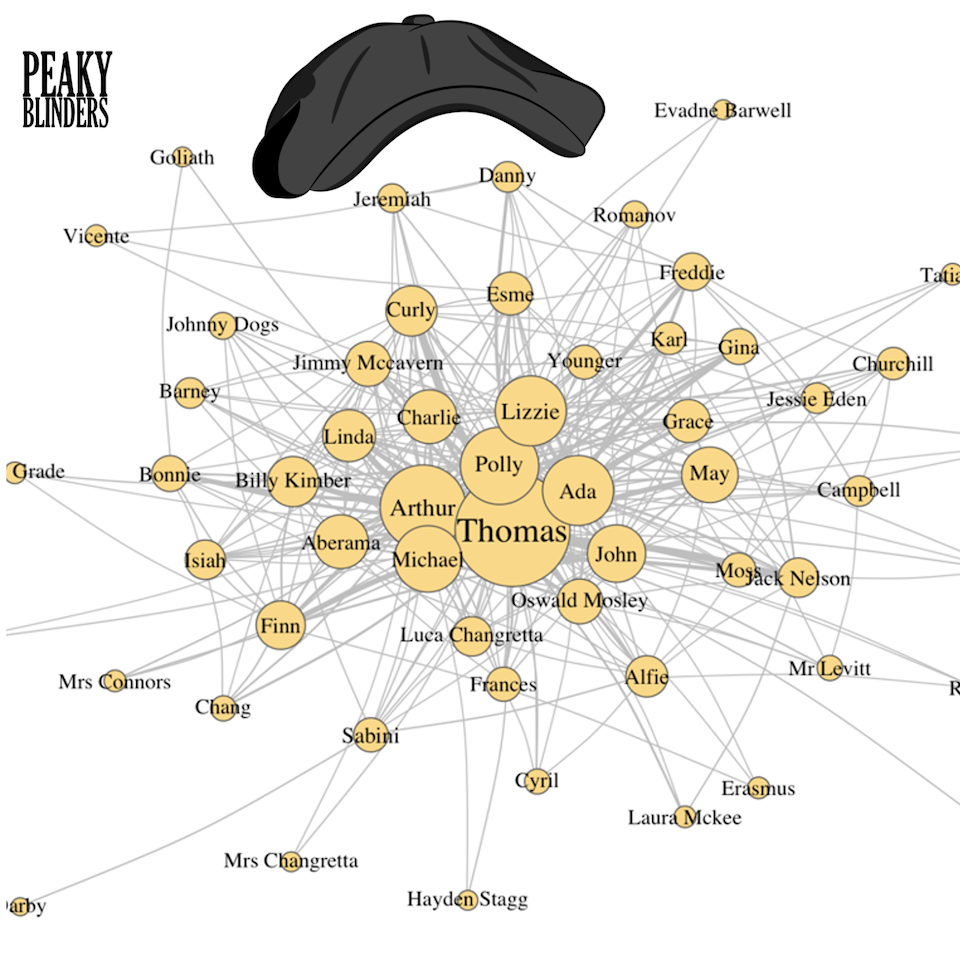 PEAKY
BLINDERS
Evadne Barwell
Goliath
Danny
Jeremiah
Romanov
Vicente
Freddie
Tatia
Esme
Curly
Johnny Dogs
Karl
Gina
Jimmy Mccavern
Younger
Churchill
Barney
Jessie Eden
Charlie
Lizzie
Grace
Linda
Polly
Grade
Bonnie
Billy Kimber
May
Ada
Campbell
Arthur
Thomas
Aberama
Isiah
Michael
John
Moss
Jack Nelson
Oswald Mosley
Finn
Luca Changretta
Mrs Connors
Frances
Alfie
Mr Levitt
R
Chang
Sabini
Cyril
Erasmus
Laura Mckee
Mrs Changretta
Hayden Stagg
arby